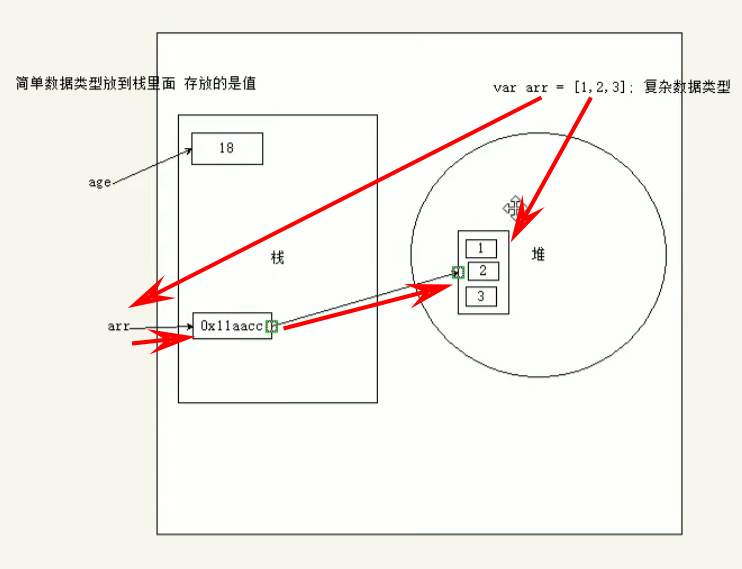 简单数据类型放到栈里面 存放的是值
var arr = [1,2,3]; 复杂数据类型
18
age
1
栈
堆
2
3
arr
0x11aacc